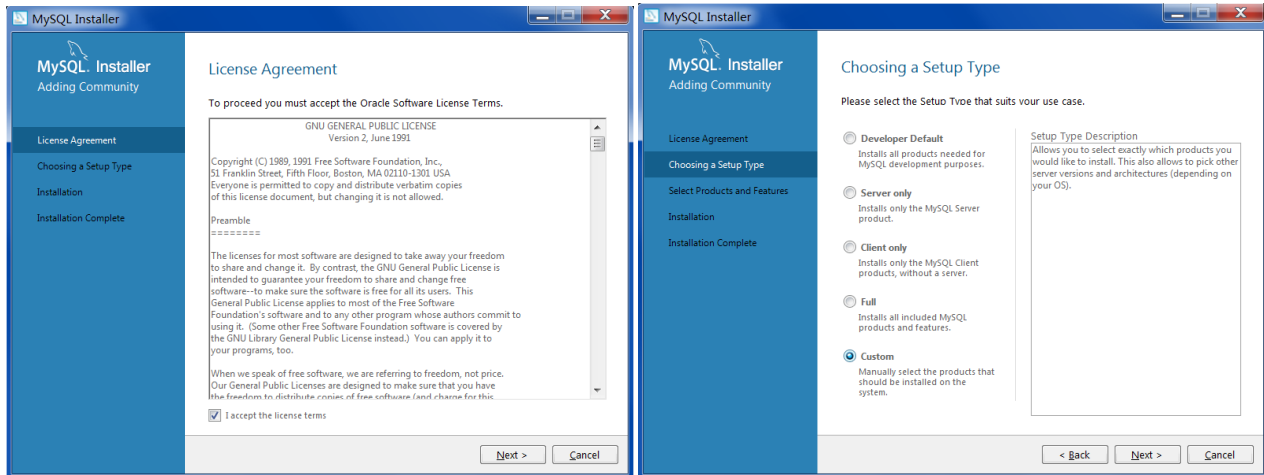 MySQL Installer
MySQL. Installer
Adding Community
License Agreement
Choosing a Setup Type
Installation
Installation Complete
License Agreement
To proceed you must accept the Oracle Software License Terms.
GNU GENERAL PUBLIC LICENSE
Version 2, June 1991
Copyright (C) 1989, 1991 Free Software Foundation, Inc.,
51 Franklin Street, Fifth Floor, Boston, MA 02110-1301 USA
Everyone is permitted to copy and distribute verbatim copies
of this license document, but changing it is not allowed.
Preamble
========
The licenses for most software are designed to take away your freedom
to share and change it. By contrast, the GNU General Public License is
intended to guarantee your freedom to share and change free
software--to make sure the software is free for all its users. This
General Public License applies to most of the Free Software
Foundation's software and to any other program whose authors commit to
using it. (Some other Free Software Foundation software is covered by
the GNU Library General Public License instead.) You can apply it to
your programs, too.
When we speak of free software, we are referring to freedom, not price.
Our General Public Licenses are designed to make sure that you have
the freedom to distribute copies of free software (and charge for this
I accept the license terms
Next >
Cancel
MySQL Installer
MySQL. Installer
Adding Community
License Agreement
Choosing a Setup Type
Select Products and Features
Installation
Installation Complete
Choosing a Setup Type
Please select the Setup Type that suits your use case.
Developer Default
Installs all products needed for
MySQL development purposes.
Server only
Installs only the MySQL Server
product.
Client only
Installs only the MySQL Client
products, without a server.
Full
Installs all included MySQL
products and features.
Custom
Manually select the products that
should be installed on the
system.
Setup Type Description
Allows you to select exactly which products you
would like to install. This also allows to pick other
server versions and architectures (depending on
your OS).
< Back
Next >
Cancel